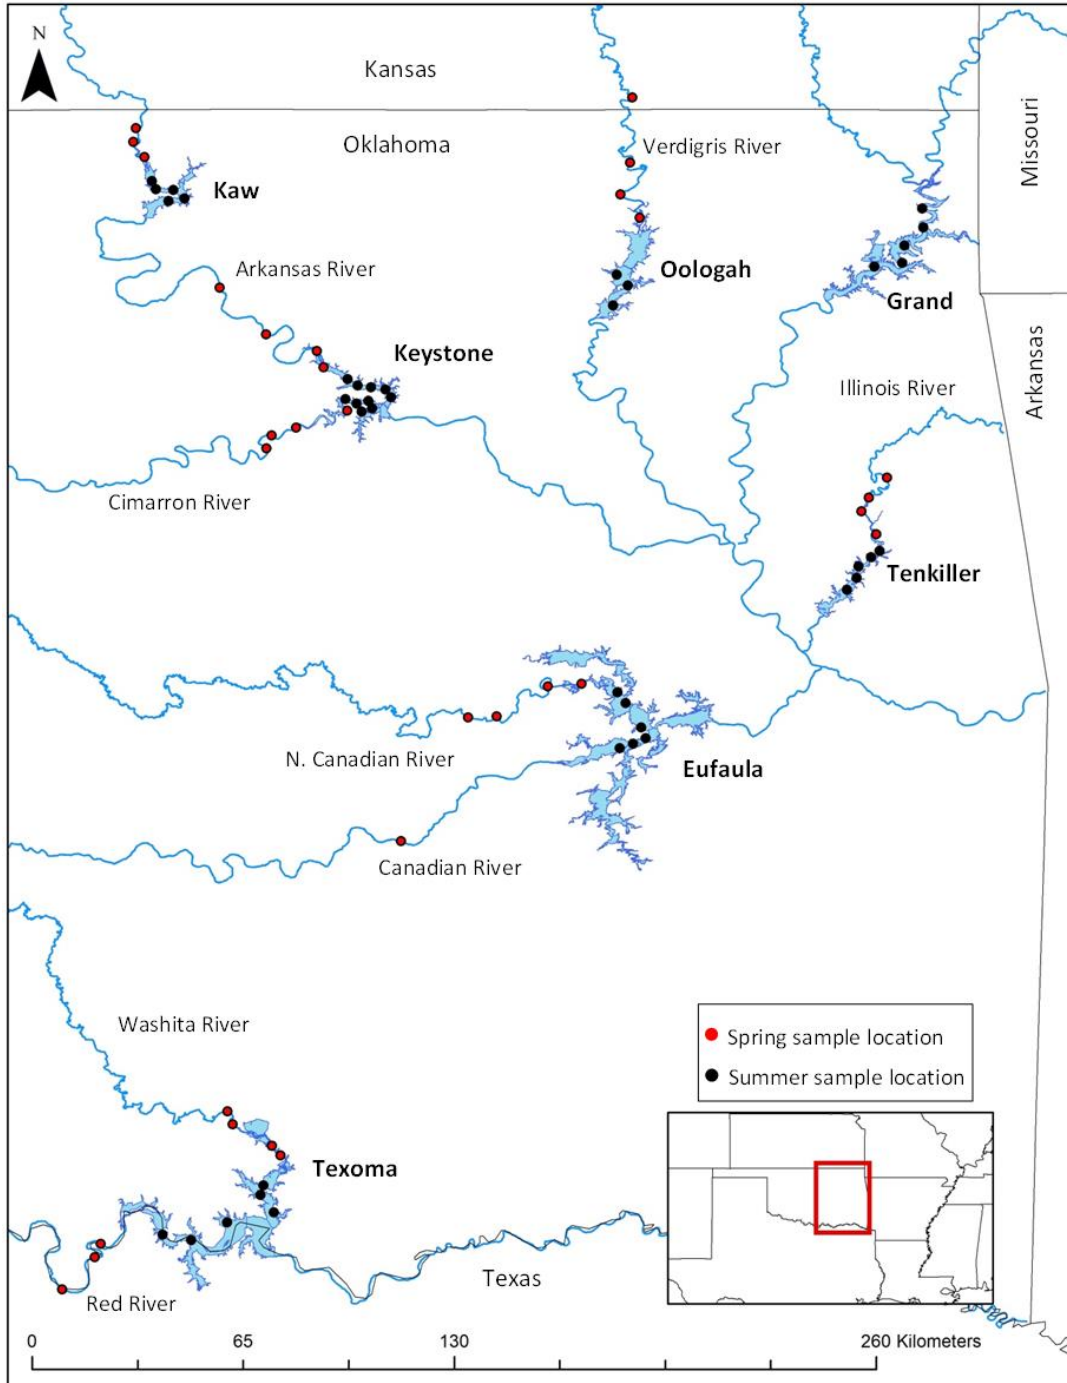 N
Kansas
Missouri
Oklahoma
Verdigris River
Kaw
Arkansas River
Oologah
Grand
Keystone
Arkansas
Illinois River
Cimarron River
Tenkiller
N. Canadian River
Eufaula
Canadian River
Washita River
Spring sample location
Summer sample location
Texoma
Texas
Red River
0 65 130 260 Kilometers